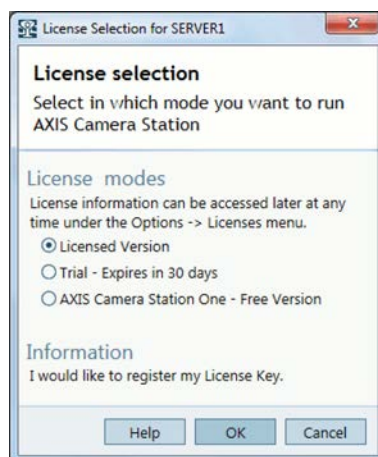 License Selection for SERVER1
License selection
Select in which mode you want to run
AXIS Camera Station
License modes
License information can be accessed later at any
time under the Options -> Licenses menu.
Licensed Version
Trial - Expires in 30 days
AXIS Camera Station One - Free Version
Information
I would like to register my License Key.
Help OK Cancel